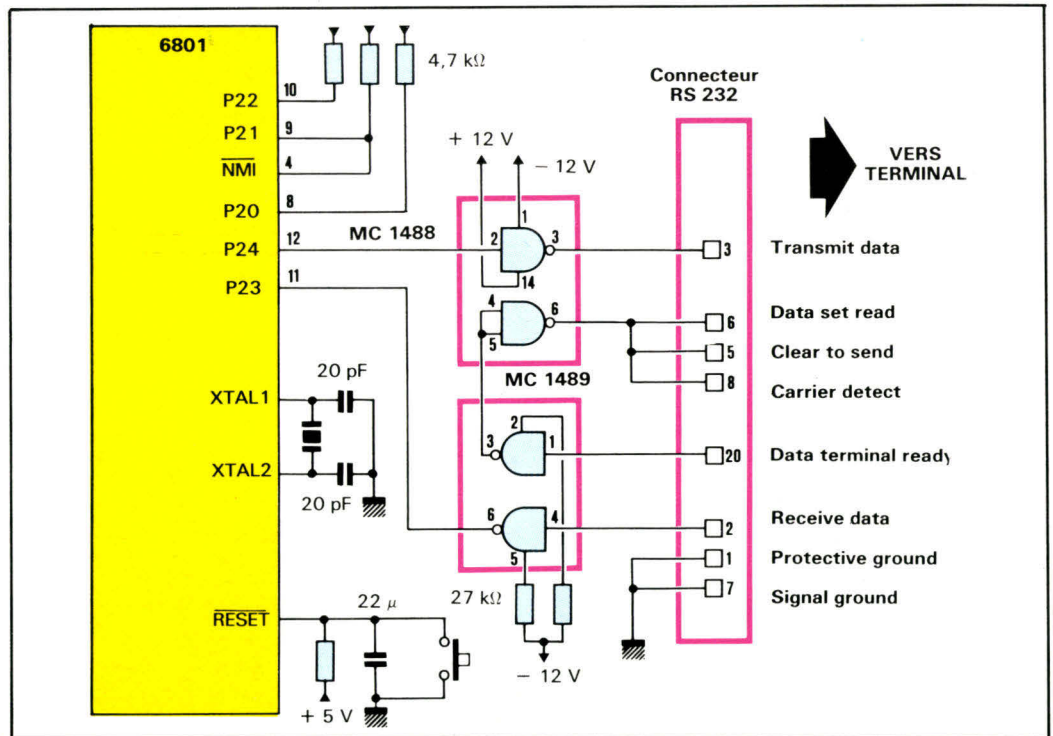 6801
4,7 kΩ
P22
10
P21
9
NMI
4
P20
8
P24
12
P23
11
XTAL1
XTAL2
20 pF
20 pF
RESET
22 μ
+ 5 V
+ 12 V
− 12 V
MC 1488
1
2
3
14
4
5
6
MC 1489
2
3
1
6
4
5
27 kΩ
− 12 V
Connecteur
RS 232
VERS
TERMINAL
3 Transmit data
6 Data set read
5 Clear to send
8 Carrier detect
20 Data terminal ready
2 Receive data
1 Protective ground
7 Signal ground